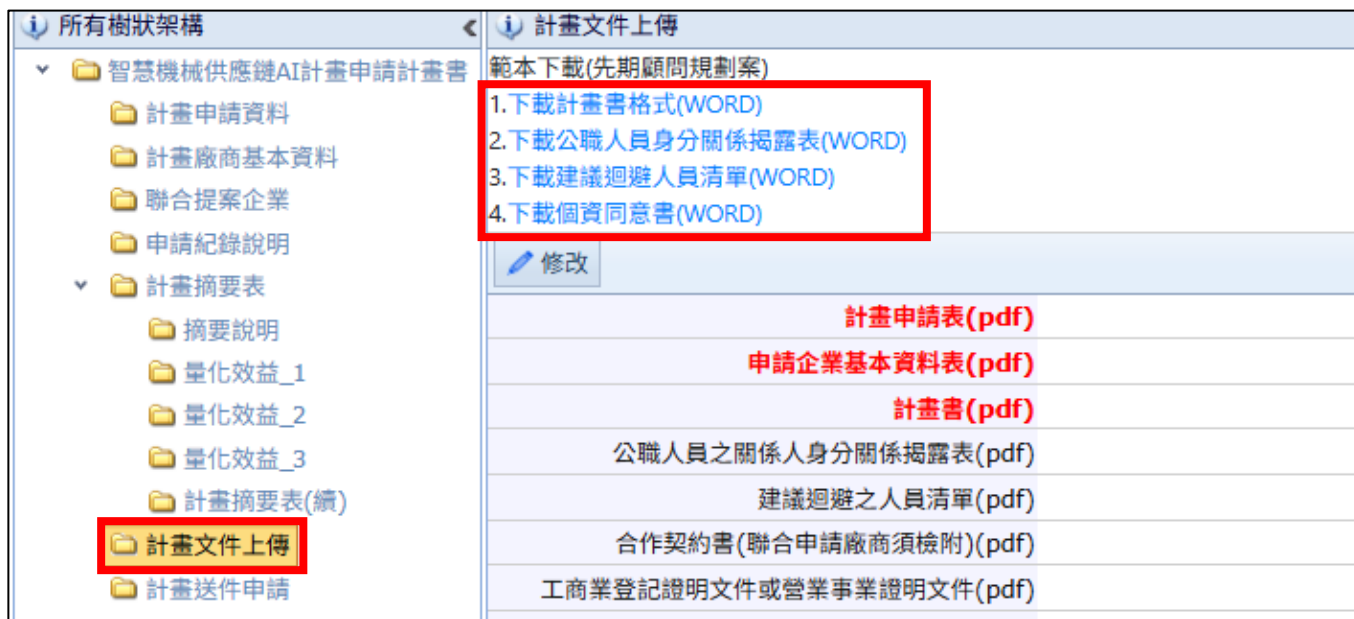 所有樹狀架構
智慧機械供應鏈AI計畫申請計畫書
計畫申請資料
計畫廠商基本資料
聯合提案企業
申請紀錄說明
計畫摘要表
摘要說明
量化效益_1
量化效益_2
量化效益_3
計畫摘要表(續)
計畫文件上傳
計畫送件申請
計畫文件上傳
範本下載(先期顧問規劃案)
1.下載計畫書格式(WORD)
2.下載公職人員身分關係揭露表(WORD)
3.下載建議迴避人員清單(WORD)
4.下載個資同意書(WORD)
修改
計畫申請表(pdf)
申請企業基本資料表(pdf)
計畫書(pdf)
公職人員之關係人身分關係揭露表(pdf)
建議迴避之人員清單(pdf)
合作契約書(聯合申請廠商須檢附)(pdf)
工商業登記證明文件或營業事業證明文件(pdf)